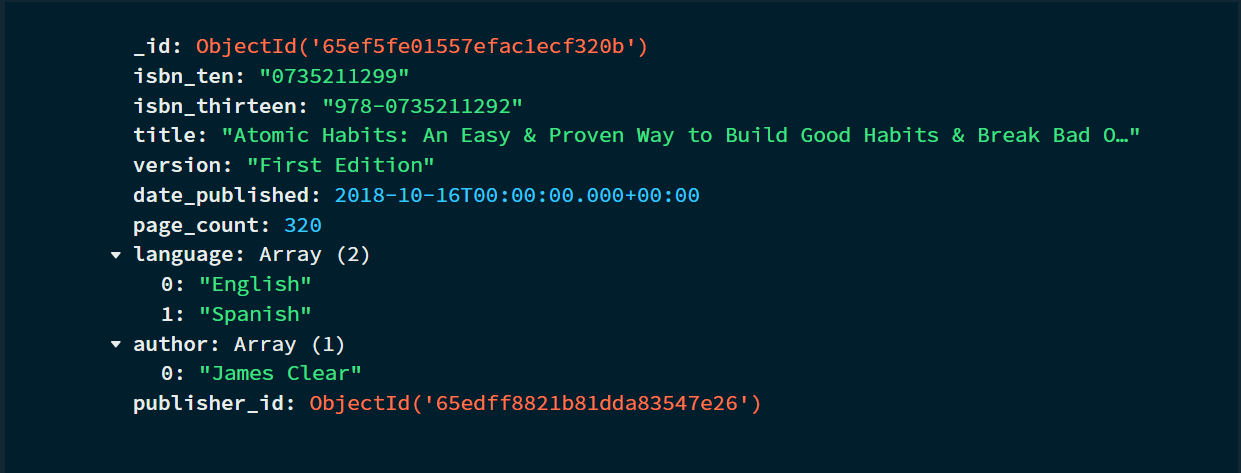 _id: ObjectId('65ef5fe01557efac1ecf320b')
isbn_ten: "0735211299"
isbn_thirteen: "978-0735211292"
title: "Atomic Habits: An Easy & Proven Way to Build Good Habits & Break Bad O…"
version: "First Edition"
date_published: 2018-10-16T00:00:00.000+00:00
page_count: 320
language: Array (2)
0: "English"
1: "Spanish"
author: Array (1)
0: "James Clear"
publisher_id: ObjectId('65edff8821b81dda83547e26')